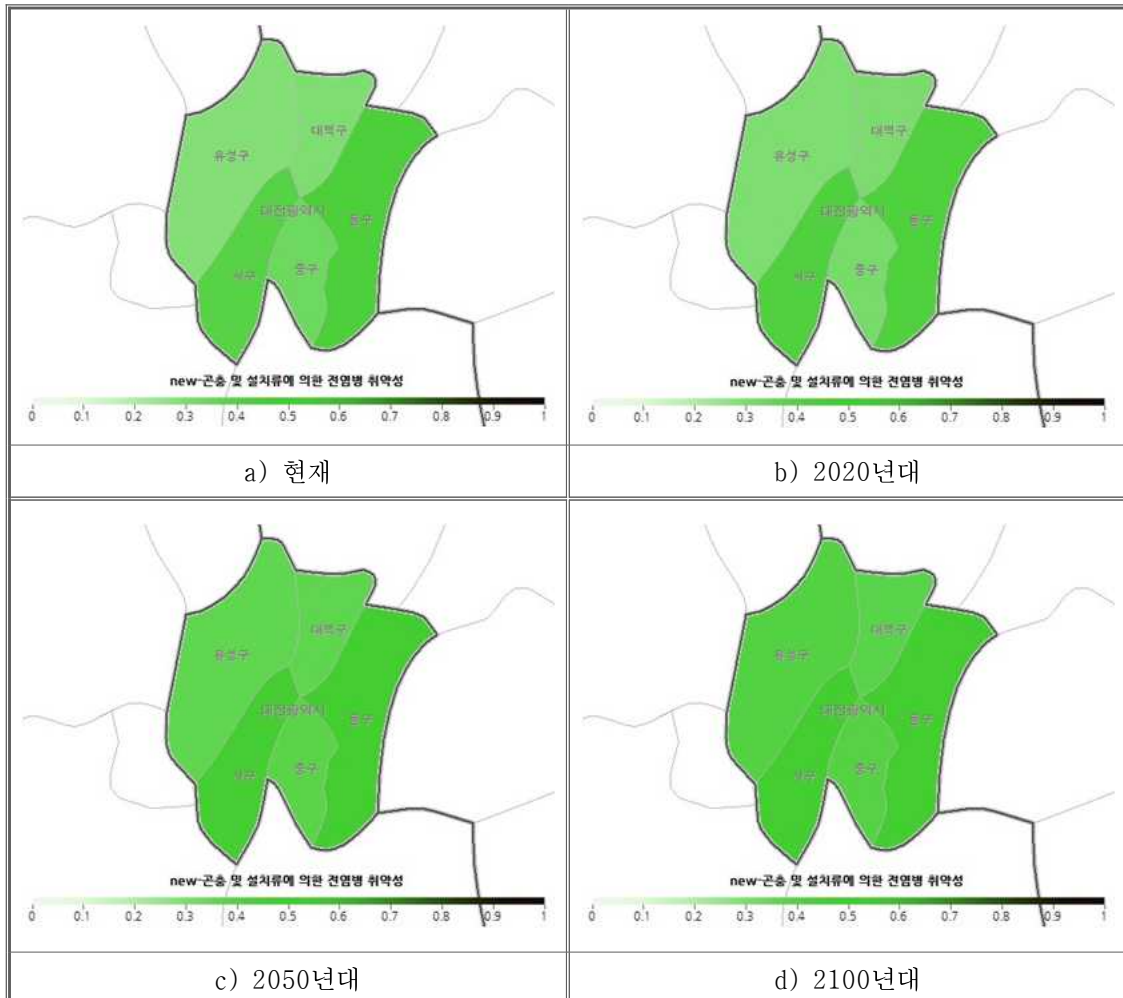 대덕구
유성구
대전광역시
동구
서구
중구
new-곤충 및 설치류에 의한 전염병 취약성
0 0.1 0.2 0.3 0.4 0.5 0.6 0.7 0.8 0.9 1
a) 현재
대덕구
유성구
대전광역시
동구
서구
중구
new-곤충 및 설치류에 의한 전염병 취약성
0 0.1 0.2 0.3 0.4 0.5 0.6 0.7 0.8 0.9 1
b) 2020년대
대덕구
유성구
대전광역시
동구
서구
중구
new-곤충 및 설치류에 의한 전염병 취약성
0 0.1 0.2 0.3 0.4 0.5 0.6 0.7 0.8 0.9 1
c) 2050년대
대덕구
유성구
대전광역시
동구
서구
중구
new-곤충 및 설치류에 의한 전염병 취약성
0 0.1 0.2 0.3 0.4 0.5 0.6 0.7 0.8 0.9 1
d) 2100년대